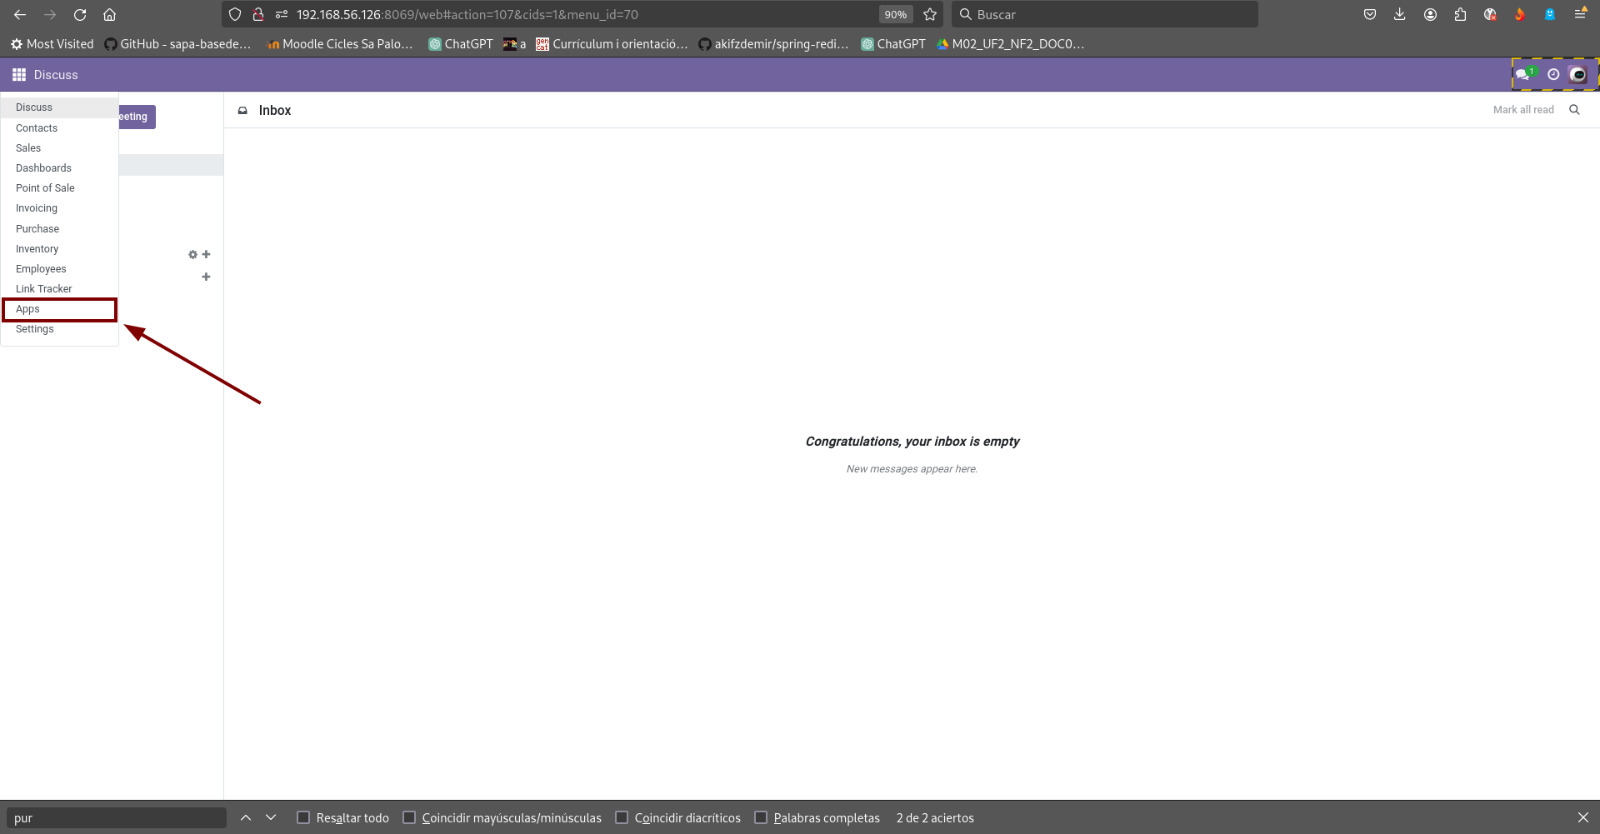 192.168.56.126:8069/web#action=107&cids=1&menu_id=70
90%
Buscar
Most Visited
GitHub - sapa-basede…
Moodle Cicles Sa Palo…
ChatGPT
a
Currículum i orientació…
akifzdemir/spring-redi…
ChatGPT
M02_UF2_NF2_DOC0…
Discuss
1
Discuss
Contacts
Sales
Dashboards
Point of Sale
Invoicing
Purchase
Inventory
Employees
Link Tracker
Apps
Settings
eeting
Inbox
Mark all read
Congratulations, your inbox is empty
New messages appear here.
pur
Resaltar todo
Coincidir mayúsculas/minúsculas
Coincidir diacríticos
Palabras completas
2 de 2 aciertos